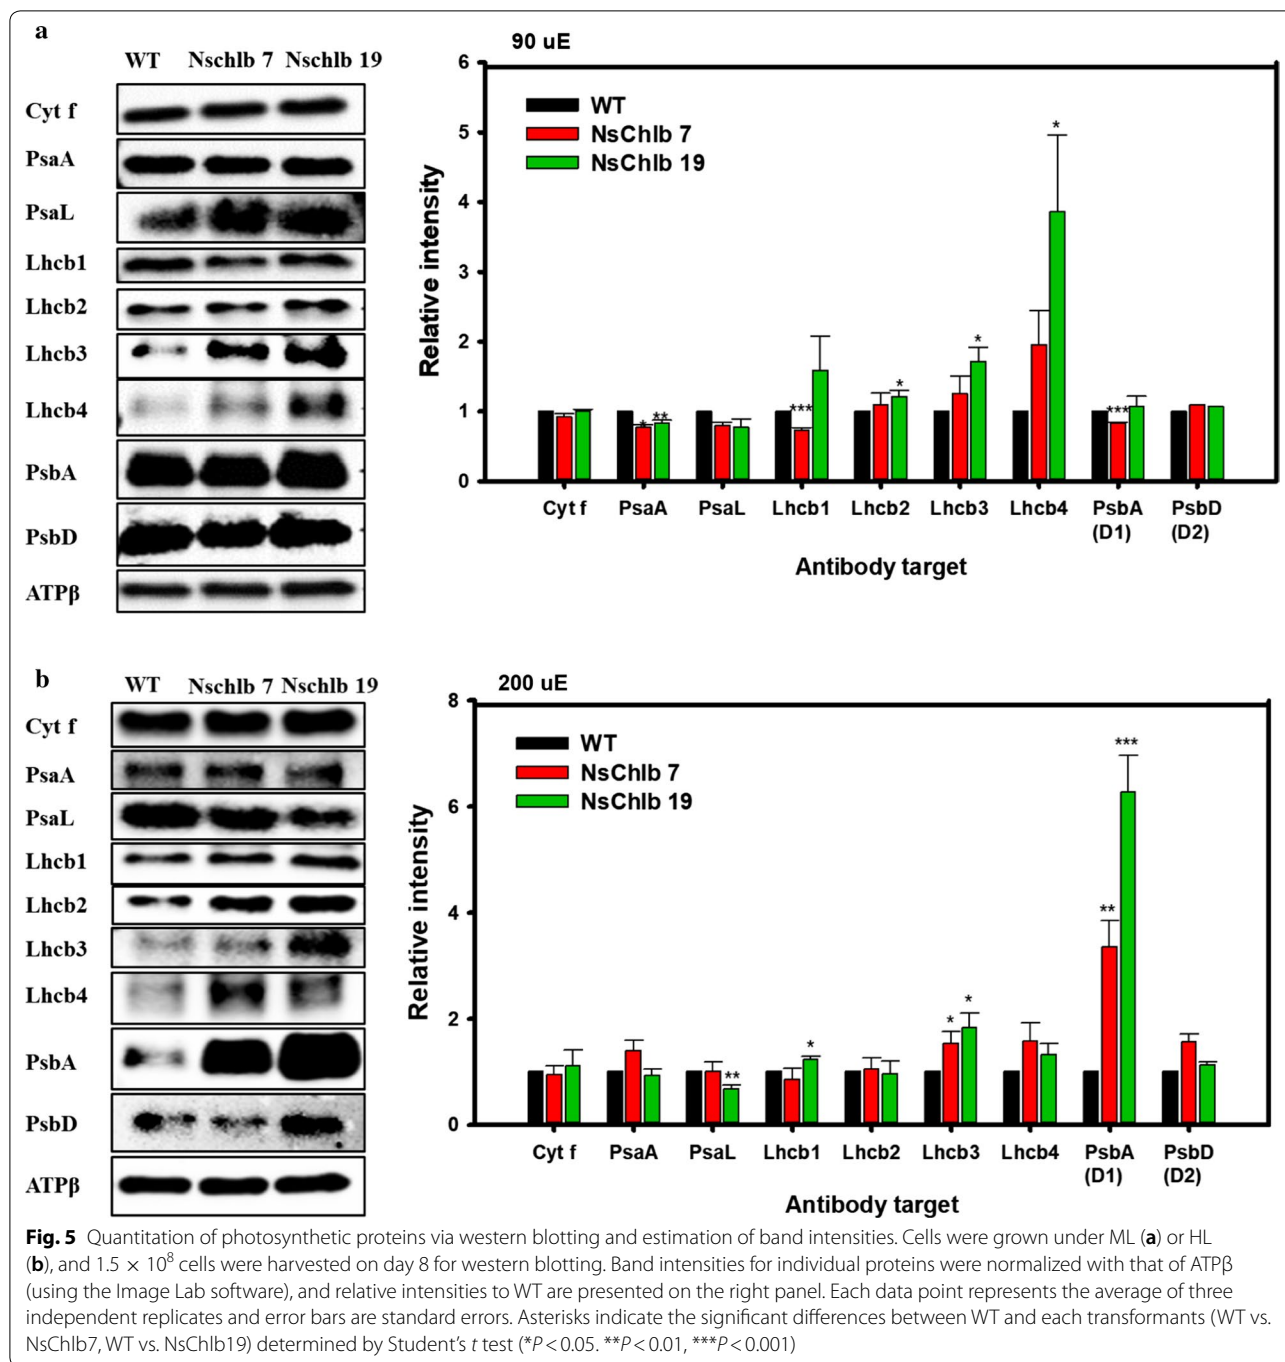 a
WT Nschlb 7 Nschlb 19
Cyt f
PsaA
PsaL
Lhcb1
Lhcb2
Lhcb3
Lhcb4
PsbA
PsbD
ATPβ
90 uE
6
5
4
3
2
1
0
Relative intensity
WT
NsChlb 7
NsChlb 19
* ** *** * * * ***
Cyt f PsaA PsaL Lhcb1 Lhcb2 Lhcb3 Lhcb4 PsbA PsbD
(D1) (D2)
Antibody target
b
WT Nschlb 7 Nschlb 19
Cyt f
PsaA
PsaL
Lhcb1
Lhcb2
Lhcb3
Lhcb4
PsbA
PsbD
ATPβ
200 uE
8
6
4
2
0
Relative intensity
WT
NsChlb 7
NsChlb 19
** * * * ** ***
Cyt f PsaA PsaL Lhcb1 Lhcb2 Lhcb3 Lhcb4 PsbA PsbD
(D1) (D2)
Antibody target
Fig. 5 Quantitation of photosynthetic proteins via western blotting and estimation of band intensities. Cells were grown under ML (a) or HL
(b), and 1.5 × 10⁸ cells were harvested on day 8 for western blotting. Band intensities for individual proteins were normalized with that of ATPβ
(using the Image Lab software), and relative intensities to WT are presented on the right panel. Each data point represents the average of three
independent replicates and error bars are standard errors. Asterisks indicate the significant differences between WT and each transformants (WT vs.
NsChlb7, WT vs. NsChlb19) determined by Student's t test (*P < 0.05. **P < 0.01, ***P < 0.001)